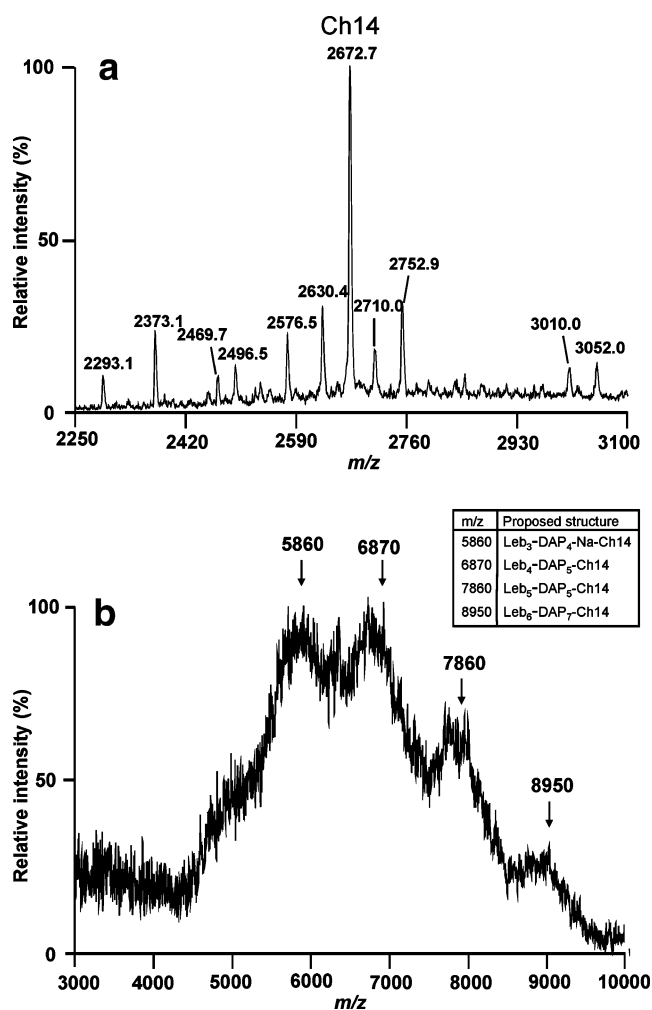 Ch14
a
2672.7
100
50
0
Relative intensity (%)
2293.1
2373.1
2469.7
2496.5
2576.5
2630.4
2710.0
2752.9
3010.0
3052.0
2250 2420 2590 2760 2930 3100
m/z
b
m/z Proposed structure
5860 Leb3-DAP4-Na-Ch14
6870 Leb4-DAP5-Ch14
7860 Leb5-DAP5-Ch14
8950 Leb6-DAP7-Ch14
5860
6870
7860
8950
100
50
0
Relative intensity (%)
3000 4000 5000 6000 7000 8000 9000 10000
m/z